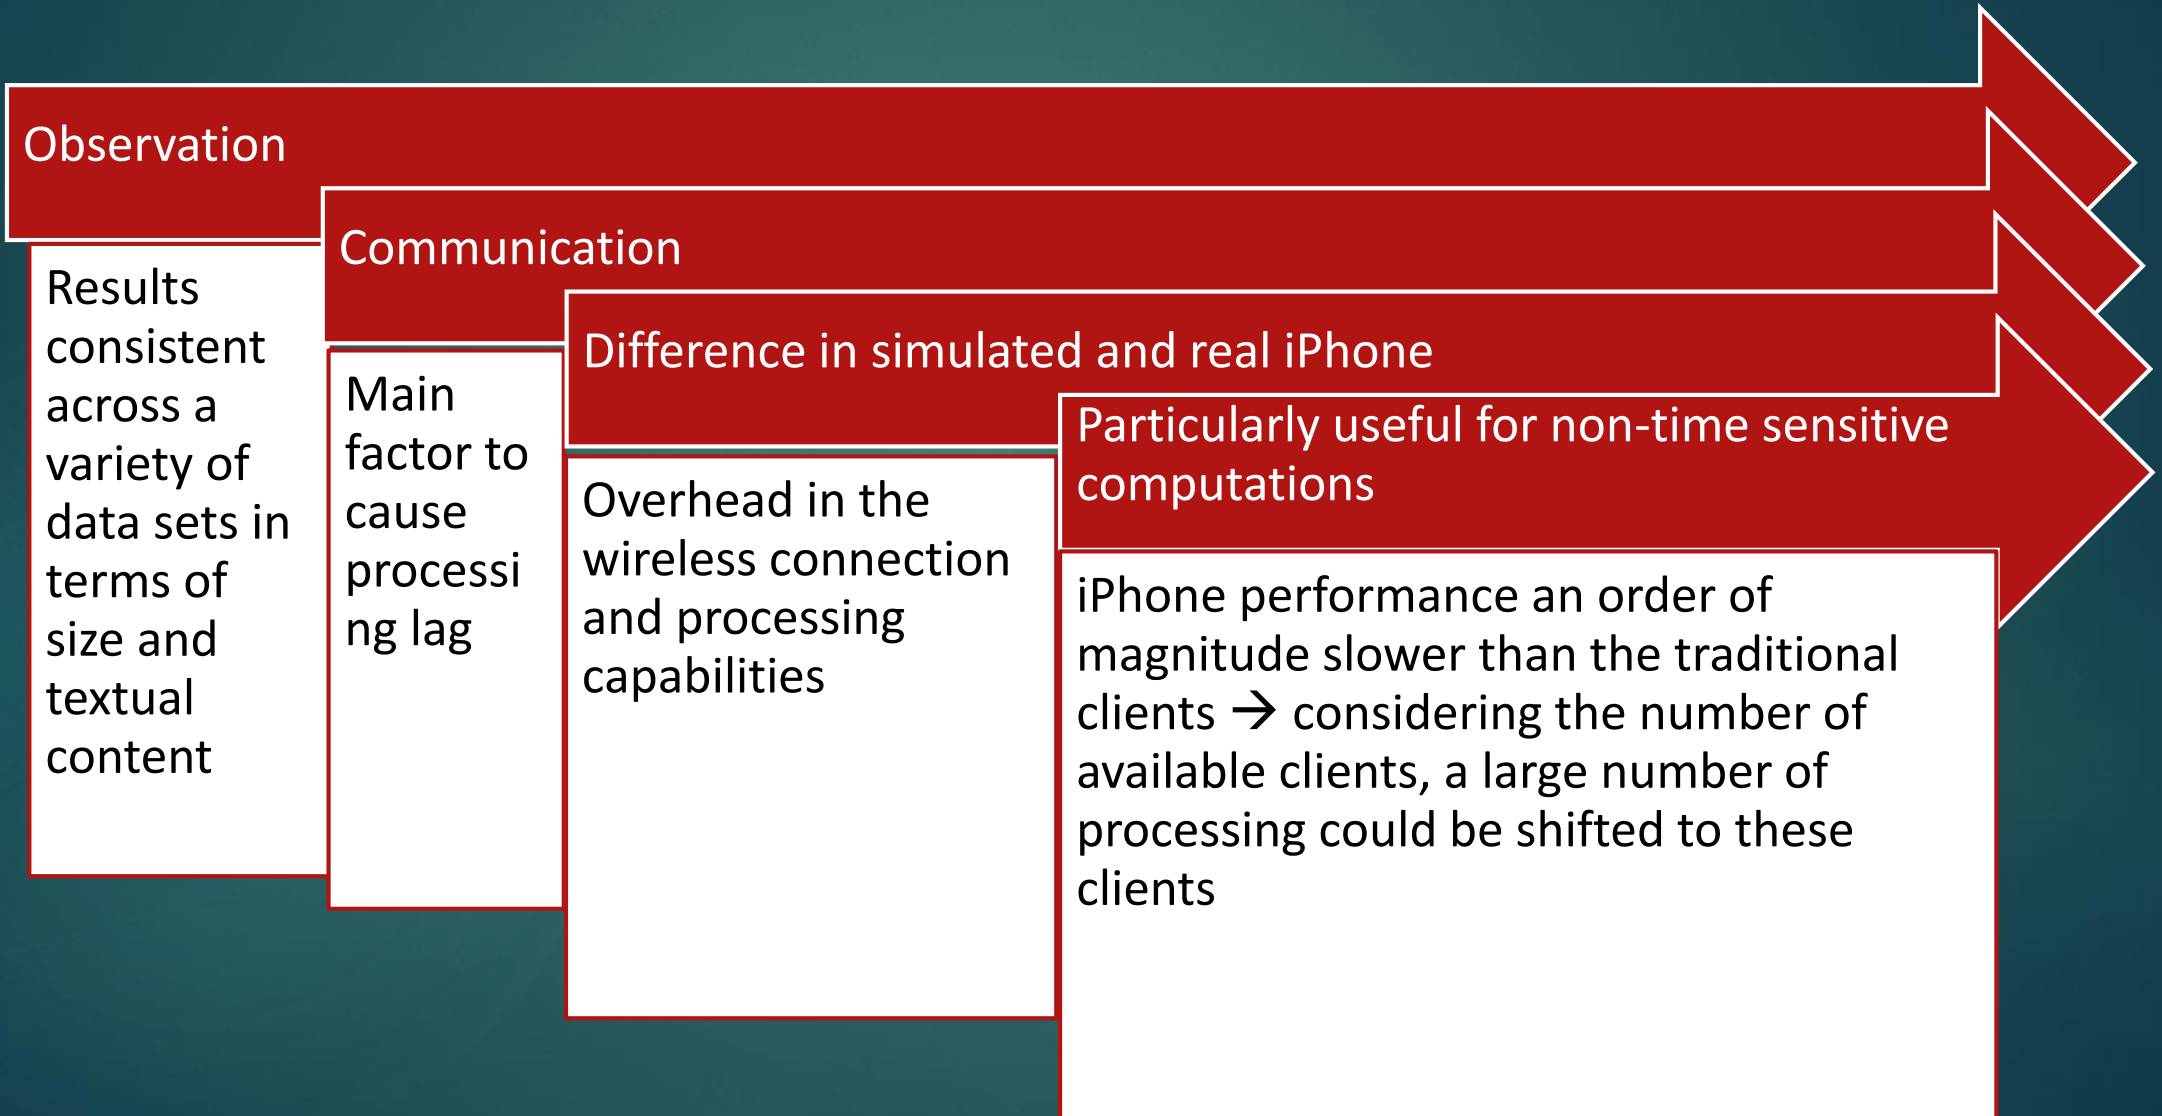 Observation
Results
consistent
across a
variety of
data sets in
terms of
size and
textual
content
Communication
Main
factor to
cause
processi
ng lag
Difference in simulated and real iPhone
Overhead in the
wireless connection
and processing
capabilities
Particularly useful for non-time sensitive
computations
iPhone performance an order of
magnitude slower than the traditional
clients → considering the number of
available clients, a large number of
processing could be shifted to these
clients